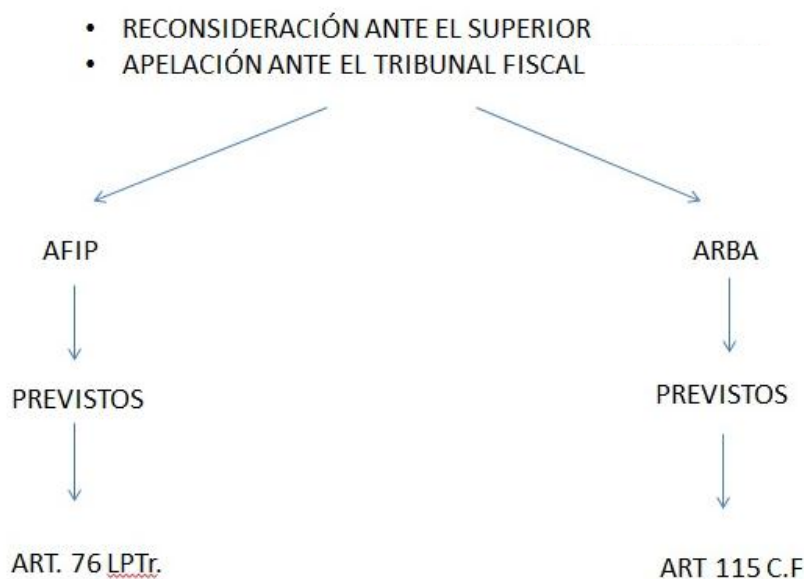 • RECONSIDERACIÓN ANTE EL SUPERIOR
• APELACIÓN ANTE EL TRIBUNAL FISCAL
AFIP
ARBA
PREVISTOS
PREVISTOS
ART. 76 LPTr.
ART 115 C.F